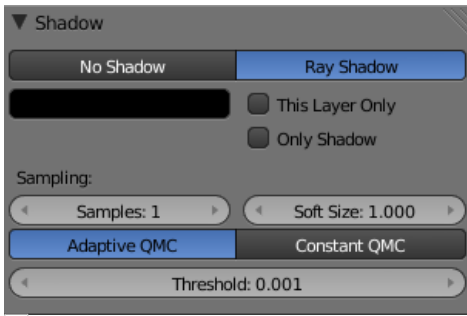 Shadow
No Shadow Ray Shadow
This Layer Only
Only Shadow
Sampling:
Samples: 1 Soft Size: 1.000
Adaptive QMC Constant QMC
Threshold: 0.001